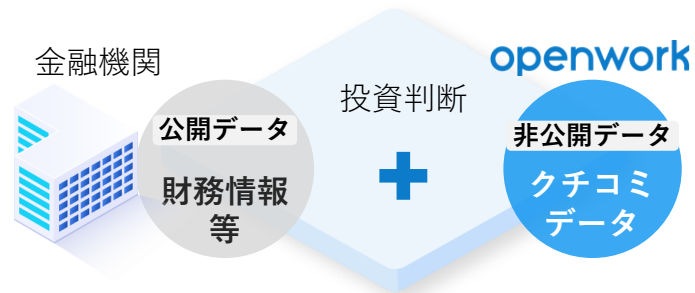 金融機関
公開データ
財務情報
等
投資判断
openwork
非公開データ
クチコミ
データ